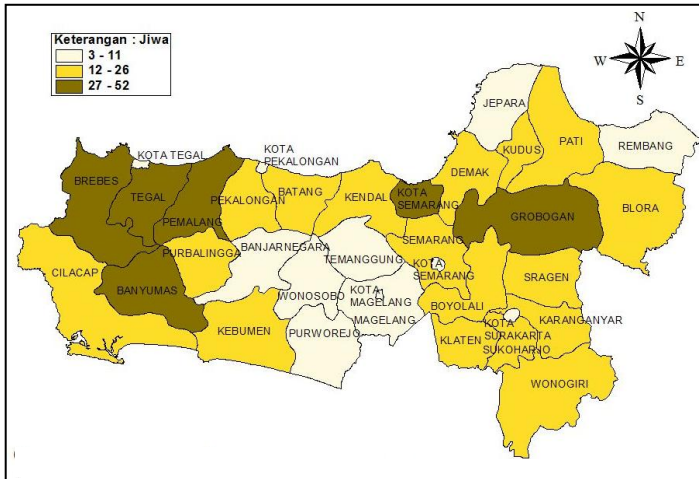 Keterangan : Jiwa
3 - 11
12 - 26
27 - 52
N
W
E
S
JEPARA
KOTA TEGAL
KOTA
PEKALONGAN
KUDUS
PATI
REMBANG
BREBES
TEGAL
PEMALANG
PEKALONGAN
BATANG
KENDAL
KOTA
SEMARANG
DEMAK
GROBOGAN
BLORA
CILACAP
PURBALINGGA
BANJARNEGARA
TEMANGGUNG
SEMARANG
KOTA
SEMARANG
BANYUMAS
WONOSOBO
KOTA
MAGELANG
BOYOLALI
SRAGEN
KEBUMEN
PURWOREJO
MAGELANG
KLATEN
KOTA
SURAKARTA
SUKOHARJO
KARANGANYAR
WONOGIRI